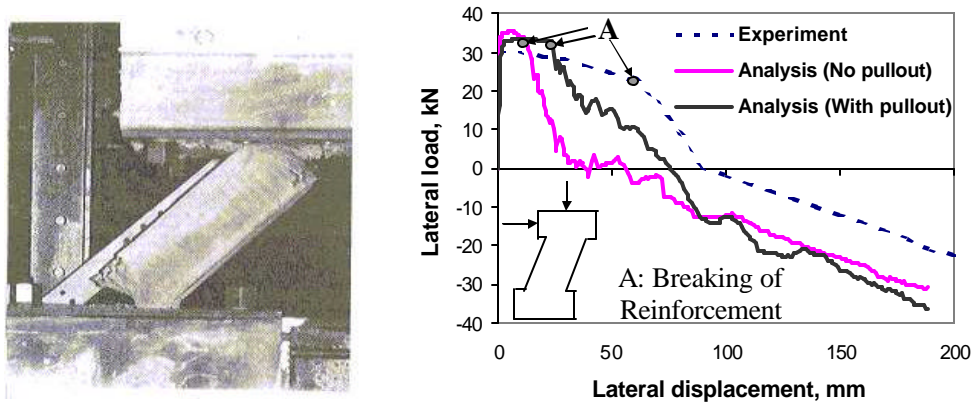 40
30
20
10
0
-10
-20
-30
-40
Lateral load, kN
A
Experiment
Analysis (No pullout)
Analysis (With pullout)
A: Breaking of
Reinforcement
0
50
100
150
200
Lateral displacement, mm